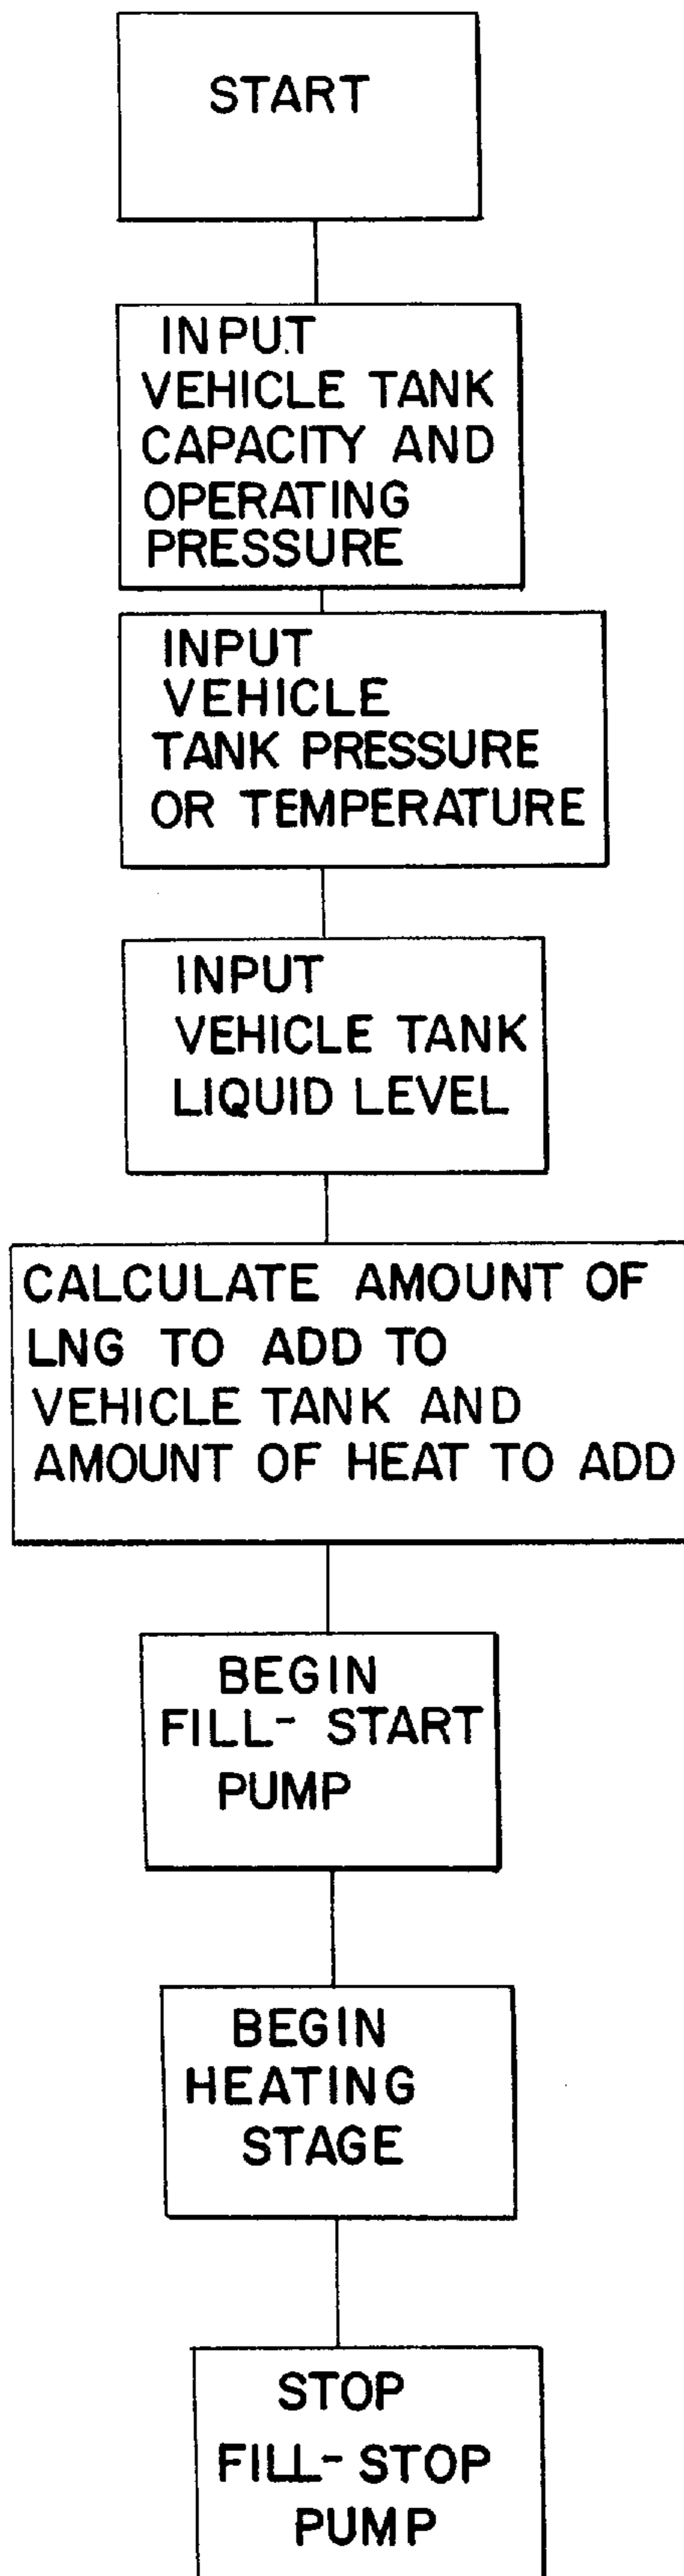 START
INPUT
VEHICLE TANK
CAPACITY AND
OPERATING
PRESSURE
INPUT
VEHICLE
TANK PRESSURE
OR TEMPERATURE
INPUT
VEHICLE TANK
LIQUID LEVEL
CALCULATE AMOUNT OF
LNG TO ADD TO
VEHICLE TANK AND
AMOUNT OF HEAT TO ADD
BEGIN
FILL- START
PUMP
BEGIN
HEATING
STAGE
STOP
FILL- STOP
PUMP